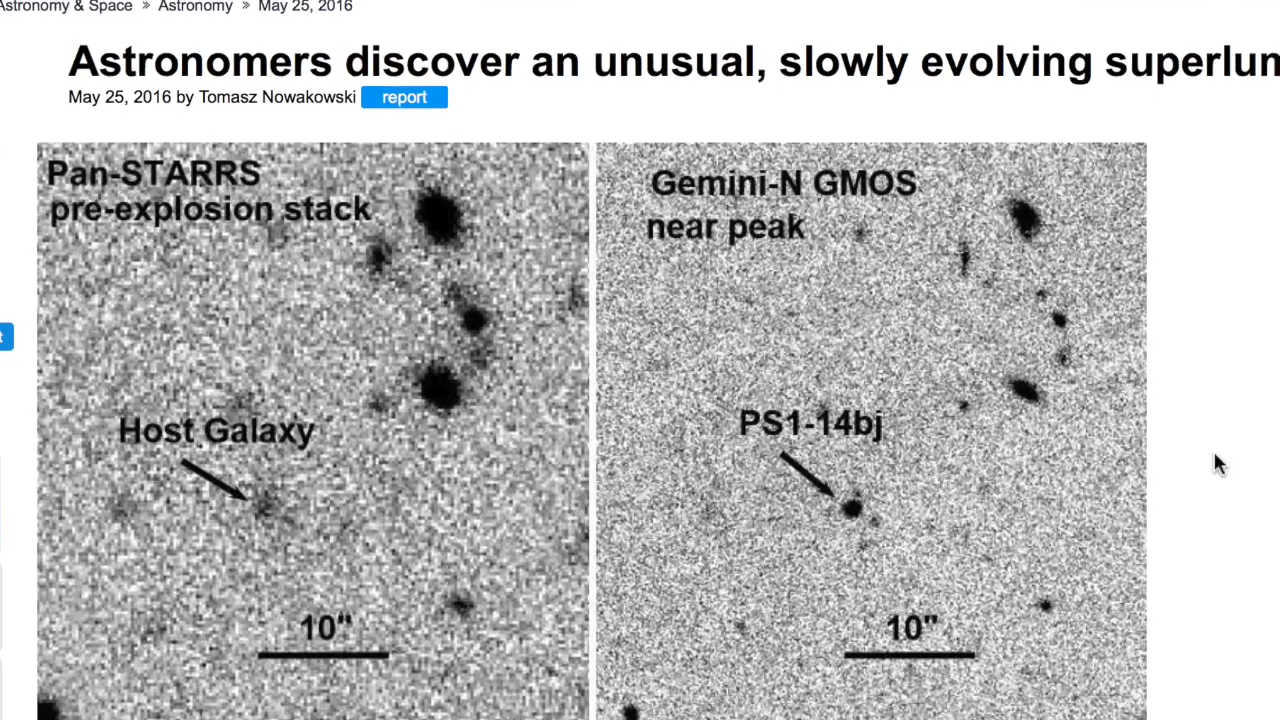 Astronomy & Space » Astronomy » May 25, 2016
Astronomers discover an unusual, slowly evolving superlum
May 25, 2016 by Tomasz Nowakowski report
Pan-STARRS
pre-explosion stack
Host Galaxy
10"
Gemini-N GMOS
near peak
PS1-14bj
10"